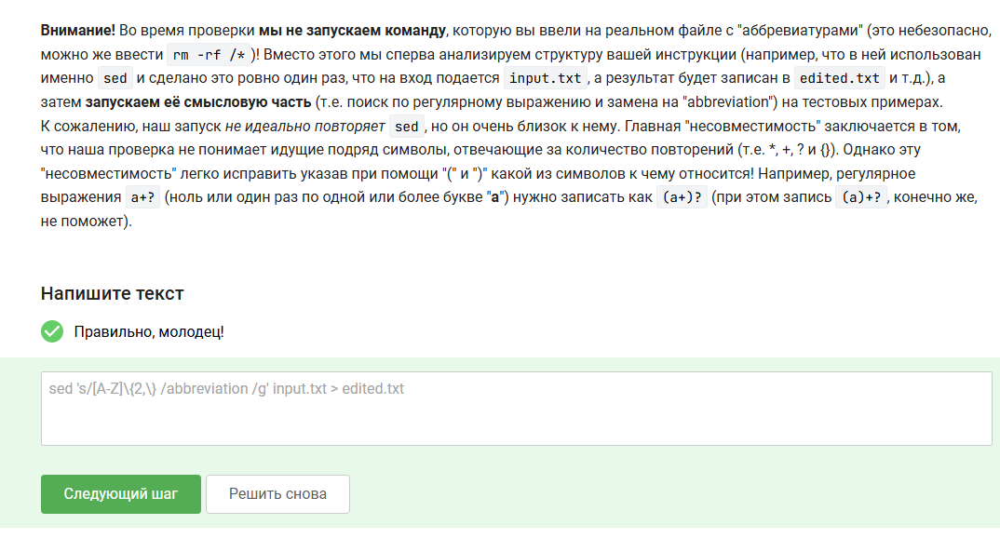 Внимание! Во время проверки мы не запускаем команду, которую вы ввели на реальном файле с "аббревиатурами" (это небезопасно,
можно же ввести rm -rf /* )! Вместо этого мы сперва анализируем структуру вашей инструкции (например, что в ней использован
именно sed и сделано это ровно один раз, что на вход подается input.txt , а результат будет записан в edited.txt и т.д.), а
затем запускаем её смысловую часть (т.е. поиск по регулярному выражению и замена на "abbreviation") на тестовых примерах.
К сожалению, наш запуск не идеально повторяет sed , но он очень близок к нему. Главная "несовместимость" заключается в том,
что наша проверка не понимает идущие подряд символы, отвечающие за количество повторений (т.е. *, +, ? и {}). Однако эту
"несовместимость" легко исправить указав при помощи "(" и ")" какой из символов к чему относится! Например, регулярное
выражения a+? (ноль или один раз по одной или более букве "a") нужно записать как (a+)? (при этом запись (a)+? , конечно же,
не поможет).
Напишите текст
Правильно, молодец!
sed 's/[A-Z]\{2,\} /abbreviation /g' input.txt > edited.txt
Следующий шаг
Решить снова